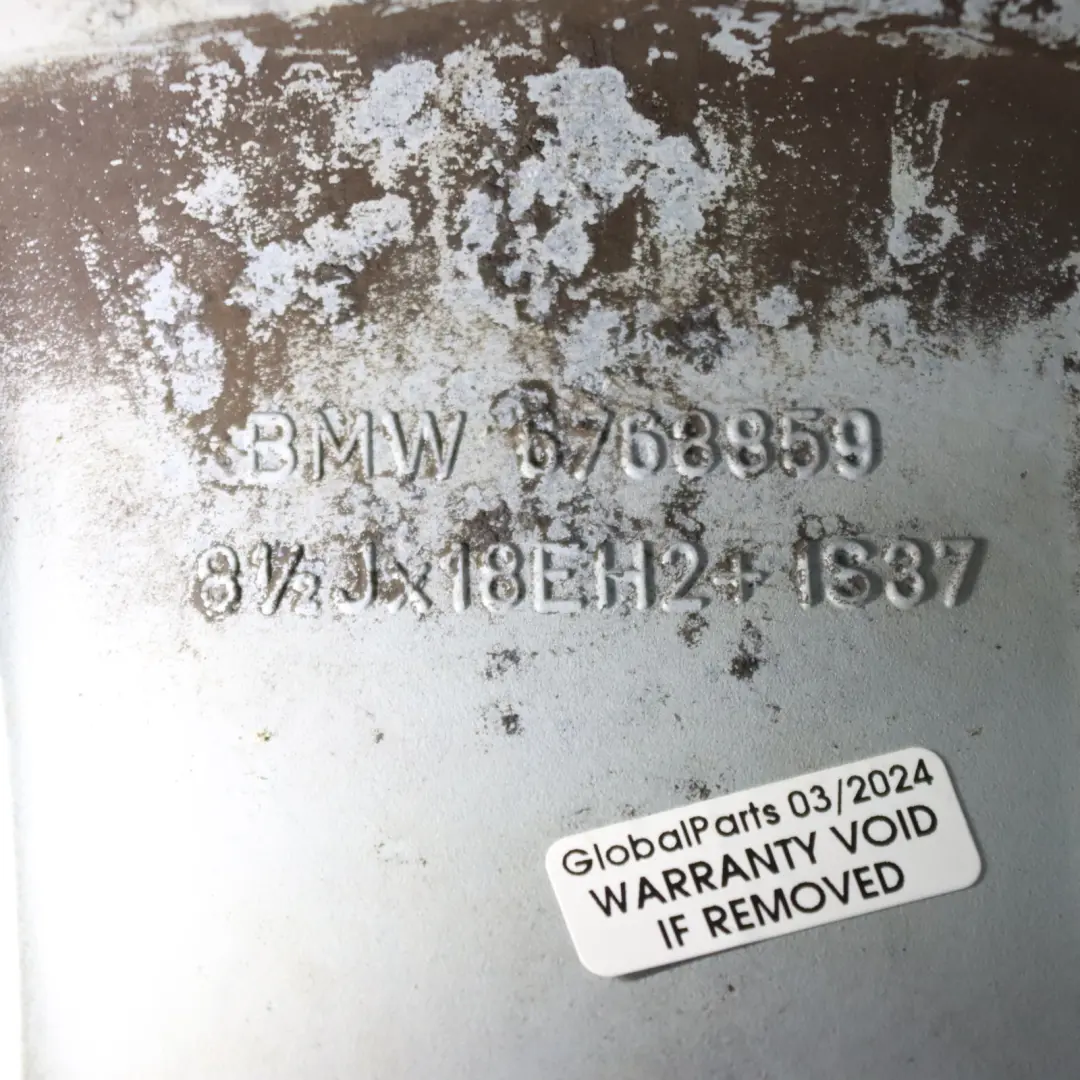 BMW 6768859
8½Jx18EH2+ IS37
GlobalParts 03/2024
WARRANTY VOID
IF REMOVED